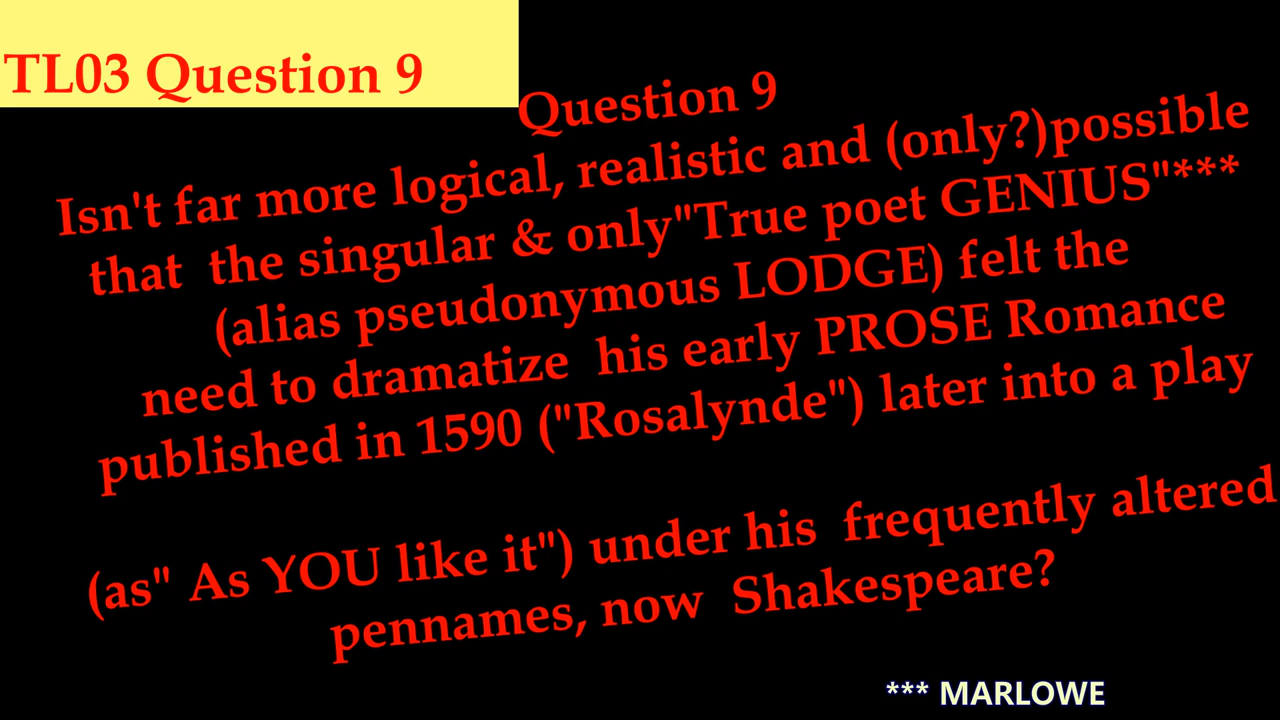 TL03 Question 9
Question 9
Isn't far more logical, realistic and (only?)possible
that the singular & only"True poet GENIUS"***
(alias pseudonymous LODGE) felt the
need to dramatize his early PROSE Romance
published in 1590 ("Rosalynde") later into a play
(as" As YOU like it") under his frequently altered
pennames, now Shakespeare?
*** MARLOWE